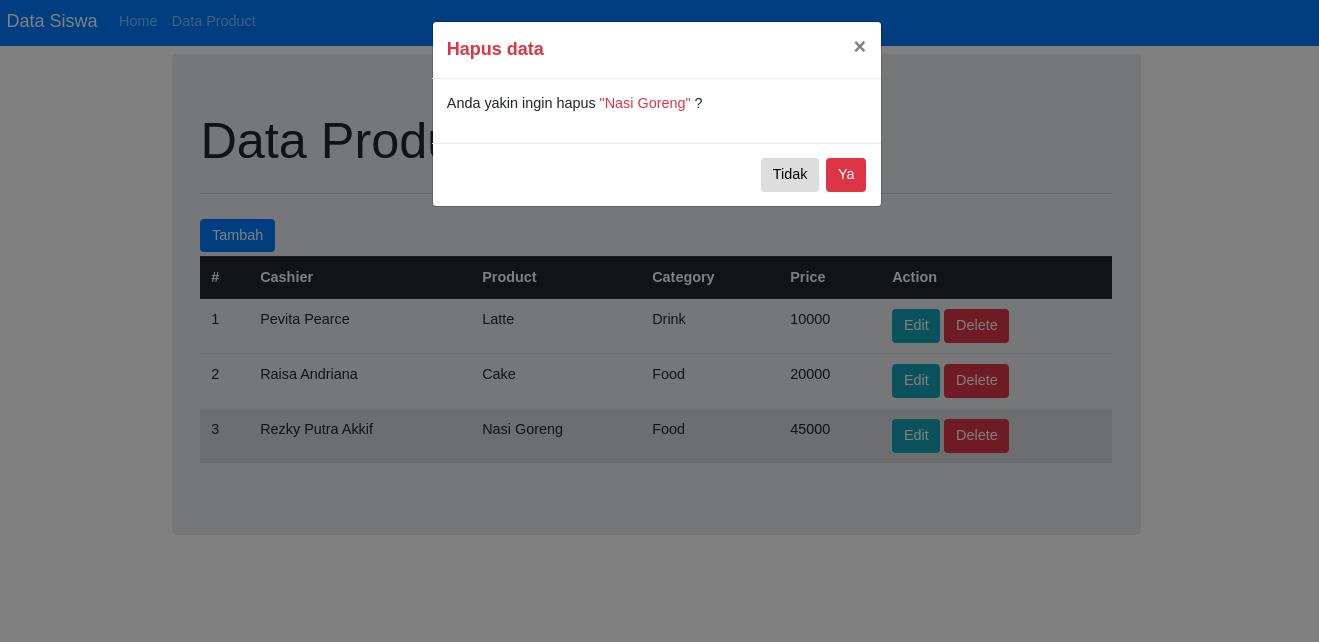 Data Siswa Home Data Product
Hapus data ×
Anda yakin ingin hapus "Nasi Goreng" ?
Tidak Ya
Data Produ
Tambah
# Cashier Product Category Price Action
1 Pevita Pearce Latte Drink 10000 Edit Delete
2 Raisa Andriana Cake Food 20000 Edit Delete
3 Rezky Putra Akkif Nasi Goreng Food 45000 Edit Delete